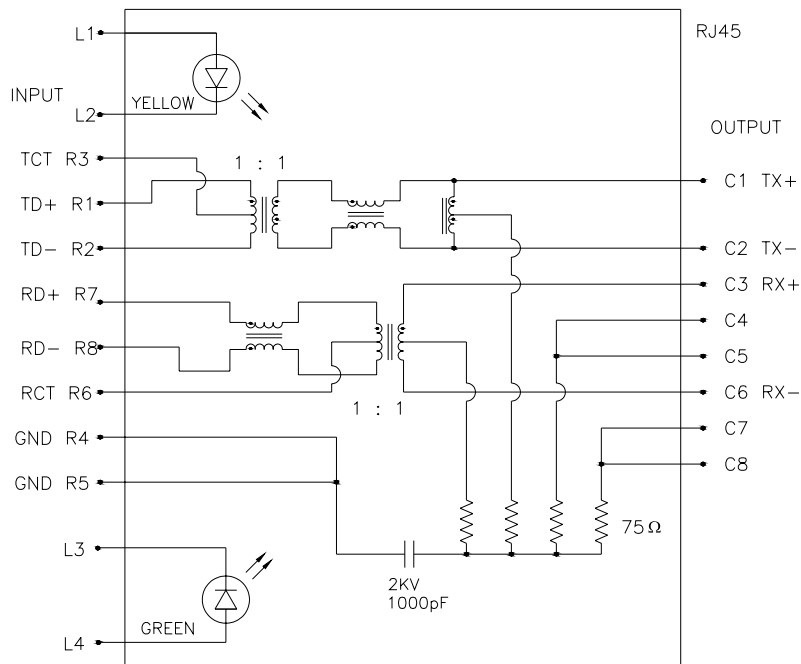 L1
RJ45
INPUT
L2
YELLOW
OUTPUT
TCT R3
1 : 1
C1 TX+
TD+ R1
TD- R2
C2 TX-
RD+ R7
C3 RX+
C4
RD- R8
C5
RCT R6
C6 RX-
1 : 1
C7
GND R4
C8
GND R5
75Ω
L3
2KV
1000pF
GREEN
L4